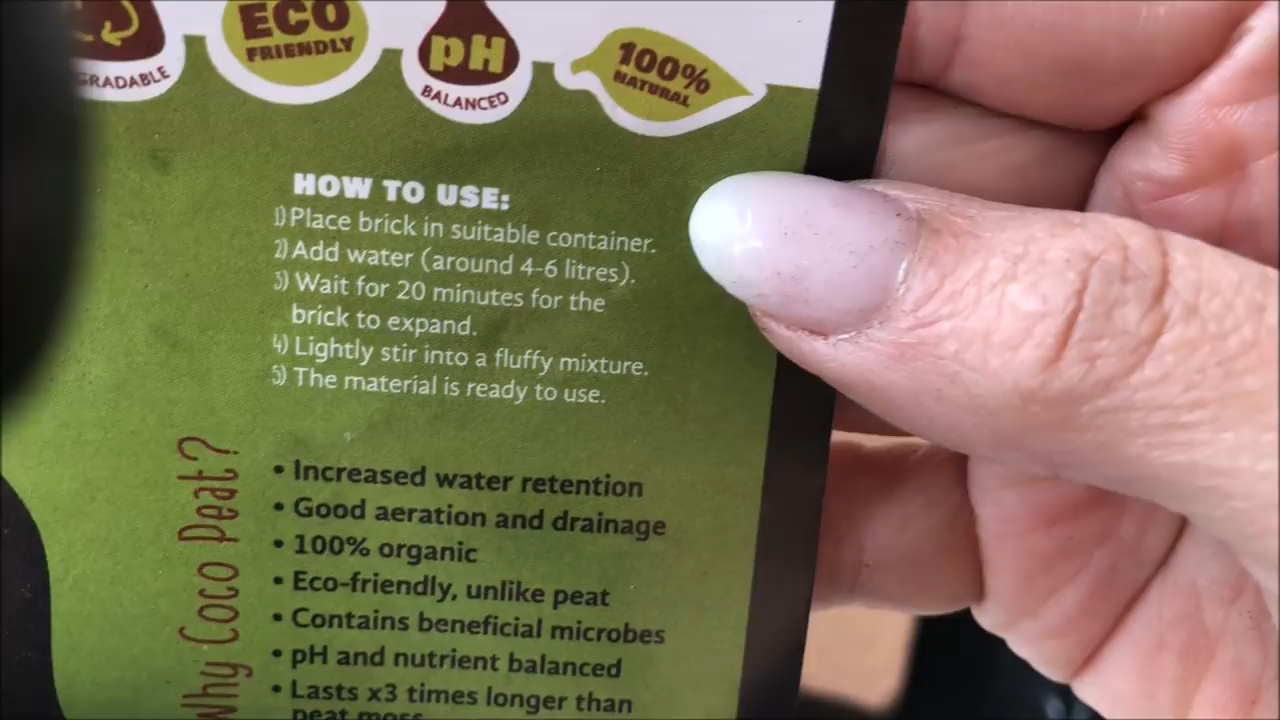 GRADABLE
ECO
FRIENDLY
pH
BALANCED
100%
NATURAL
HOW TO USE:
1) Place brick in suitable container.
2) Add water (around 4-6 litres).
3) Wait for 20 minutes for the
brick to expand.
4) Lightly stir into a fluffy mixture.
5) The material is ready to use.
Why Coco Peat?
• Increased water retention
• Good aeration and drainage
• 100% organic
• Eco-friendly, unlike peat
• Contains beneficial microbes
• pH and nutrient balanced
• Lasts x3 times longer than
peat moss